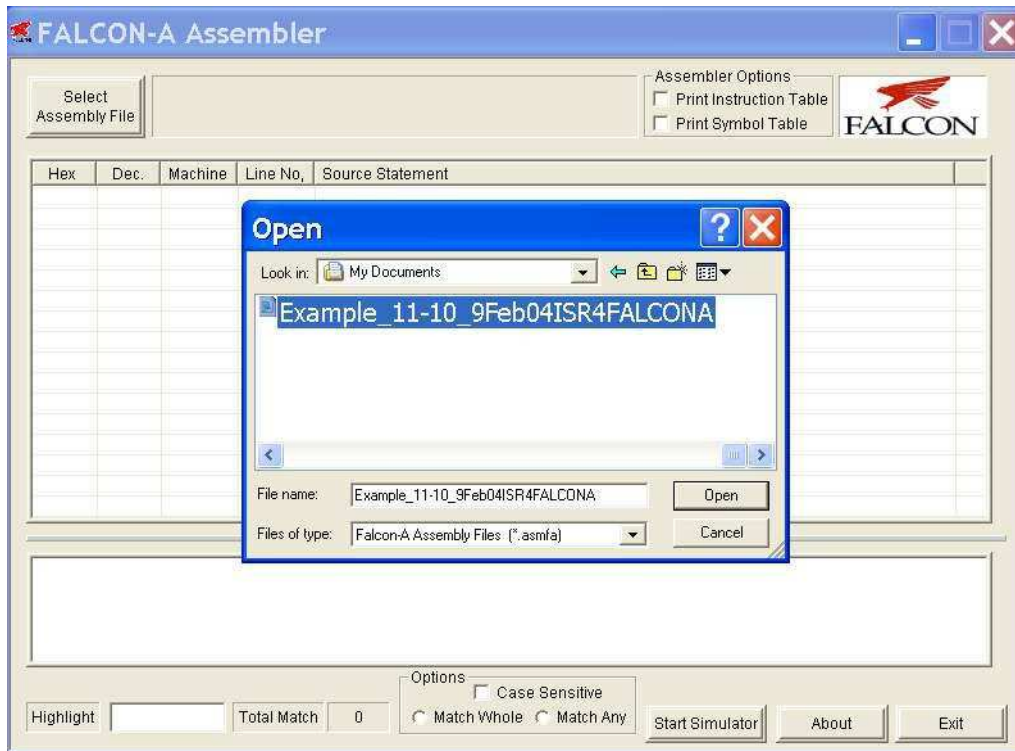 FALCON-A Assembler
Select
Assembly File
Assembler Options
Print Instruction Table
Print Symbol Table
FALCON
Hex Dec. Machine Line No, Source Statement
Open
Look in: My Documents
Example_11-10_9Feb04ISR4FALCONA
File name: Example_11-10_9Feb04ISR4FALCONA Open
Files of type: Falcon-A Assembly Files (*.asmfa) Cancel
Options
Case Sensitive
Highlight Total Match 0 Match Whole Match Any Start Simulator About Exit